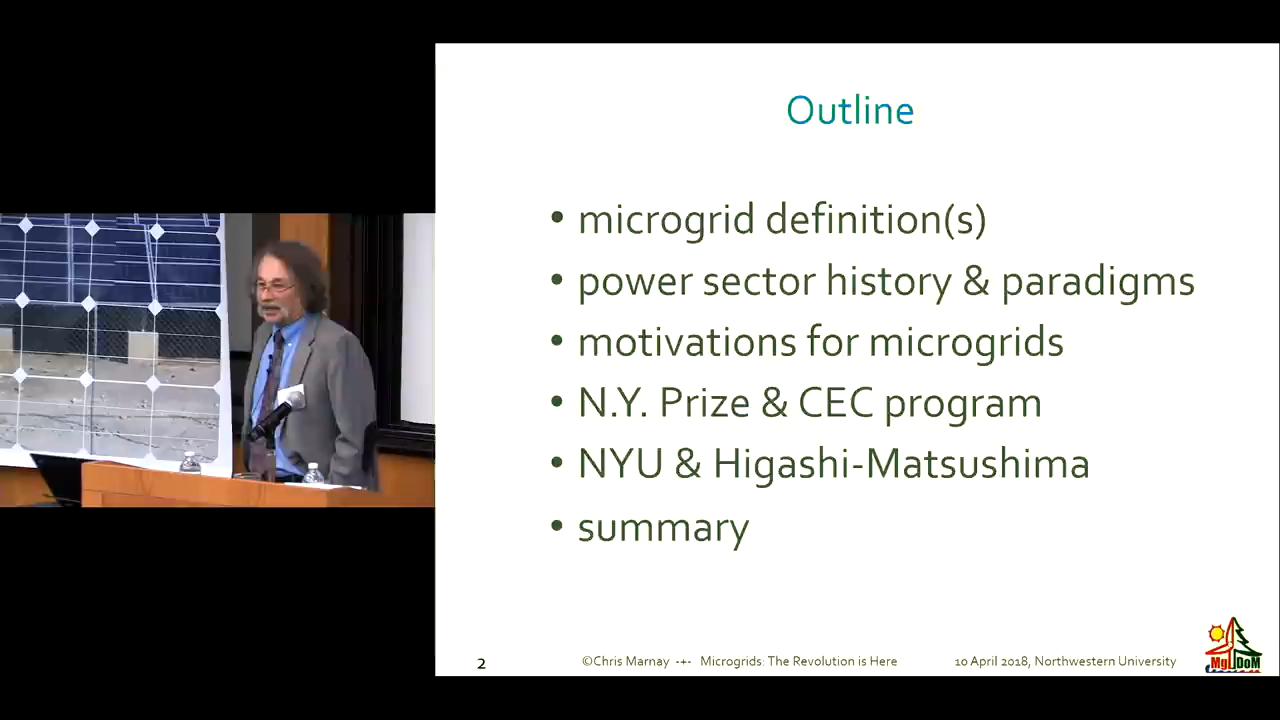 Outline
• microgrid definition(s)
• power sector history & paradigms
• motivations for microgrids
• N.Y. Prize & CEC program
• NYU & Higashi-Matsushima
• summary
2
©Chris Marnay -+- Microgrids: The Revolution is Here
10 April 2018, Northwestern University
MgDoM